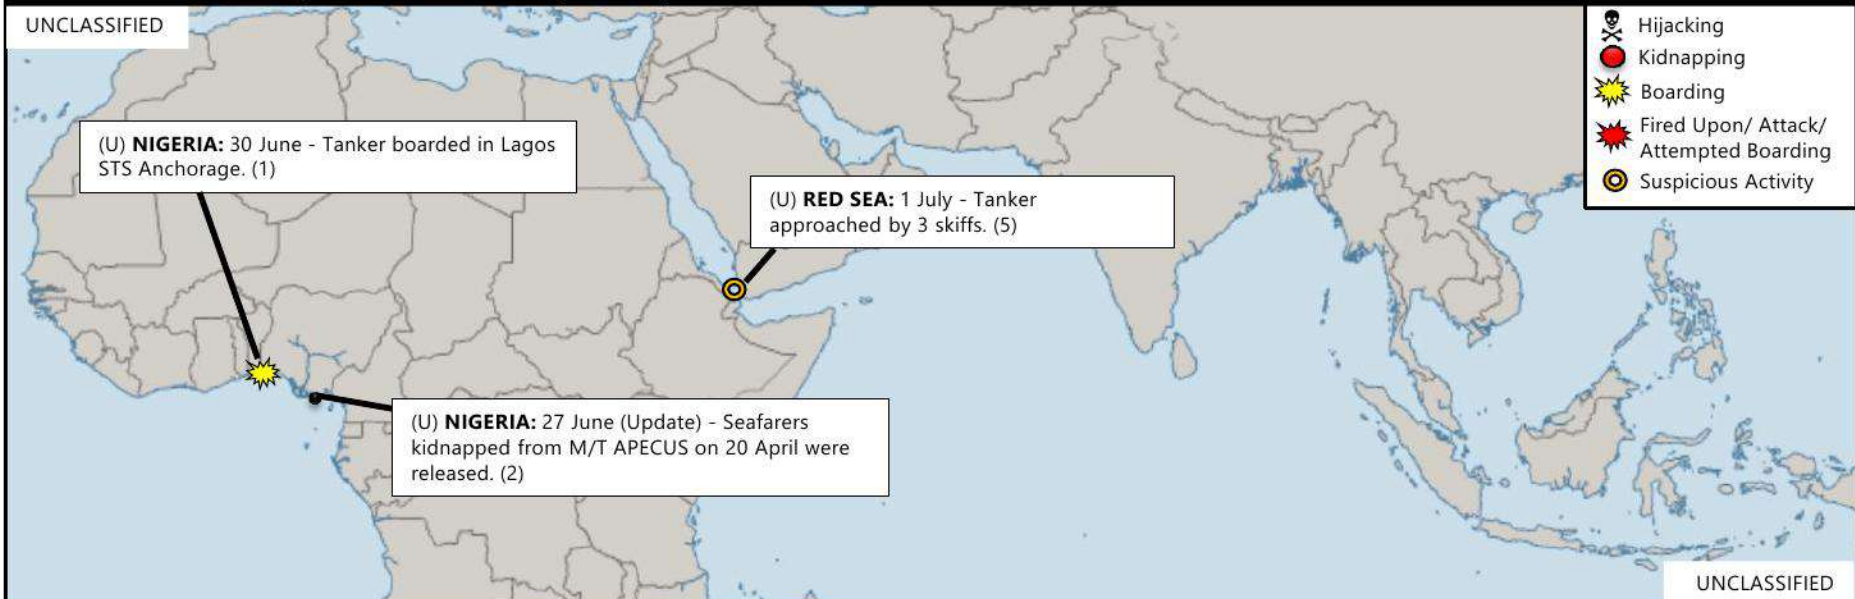 UNCLASSIFIED
Hijacking
Kidnapping
Boarding
Fired Upon/ Attack/
Attempted Boarding
Suspicious Activity
(U) NIGERIA: 30 June - Tanker boarded in Lagos
STS Anchorage. (1)
(U) RED SEA: 1 July - Tanker
approached by 3 skiffs. (5)
(U) NIGERIA: 27 June (Update) - Seafarers
kidnapped from M/T APECUS on 20 April were
released. (2)
UNCLASSIFIED